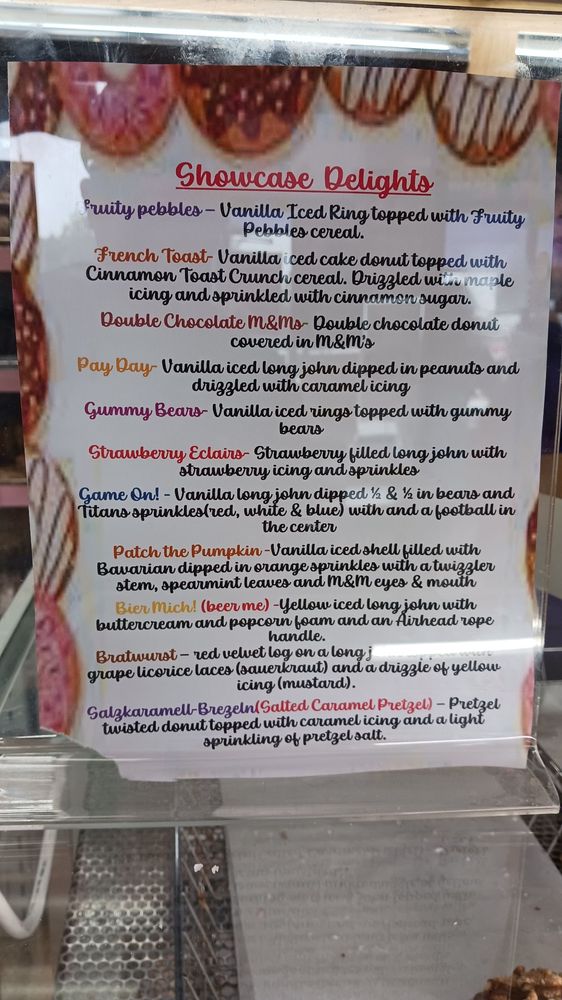 Showcase Delights
Fruity pebbles – Vanilla Iced Ring topped with Fruity
Pebbles cereal.
French Toast- Vanilla iced cake donut topped with
Cinnamon Toast Crunch cereal. Drizzled with maple
icing and sprinkled with cinnamon sugar.
Double Chocolate M&Ms- Double chocolate donut
covered in M&M's
Pay Day- Vanilla iced long john dipped in peanuts and
drizzled with caramel icing
Gummy Bears- Vanilla iced rings topped with gummy
bears
Strawberry Eclairs- Strawberry filled long john with
strawberry icing and sprinkles
Game On! - Vanilla long john dipped ½ & ½ in bears and
Titans sprinkles(red, white & blue) with and a football in
the center
Patch the Pumpkin -Vanilla iced shell filled with
Bavarian dipped in orange sprinkles with a twizzler
stem, spearmint leaves and M&M eyes & mouth
Bier Mich! (beer me) -Yellow iced long john with
buttercream and popcorn foam and an Airhead rope
handle.
Bratwurst – red velvet log on a long
grape licorice laces (sauerkraut) and a drizzle of yellow
icing (mustard).
Salzkaramell-Brezeln(Salted Caramel Pretzel) – Pretzel
twisted donut topped with caramel icing and a light
sprinkling of pretzel salt.